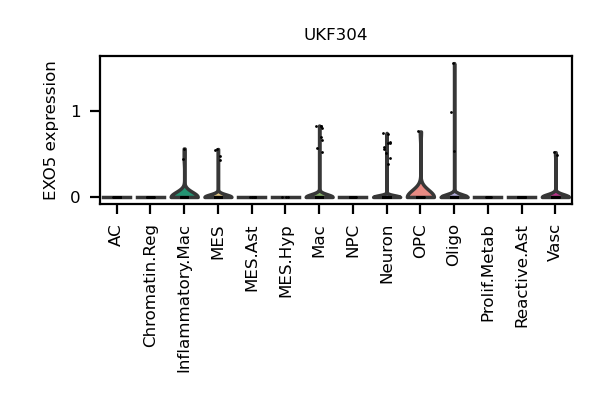 UKF304
EXO5 expression
1
0
AC
Chromatin.Reg
Inflammatory.Mac
MES
MES.Ast
MES.Hyp
Mac
NPC
Neuron
OPC
Oligo
Prolif.Metab
Reactive.Ast
Vasc